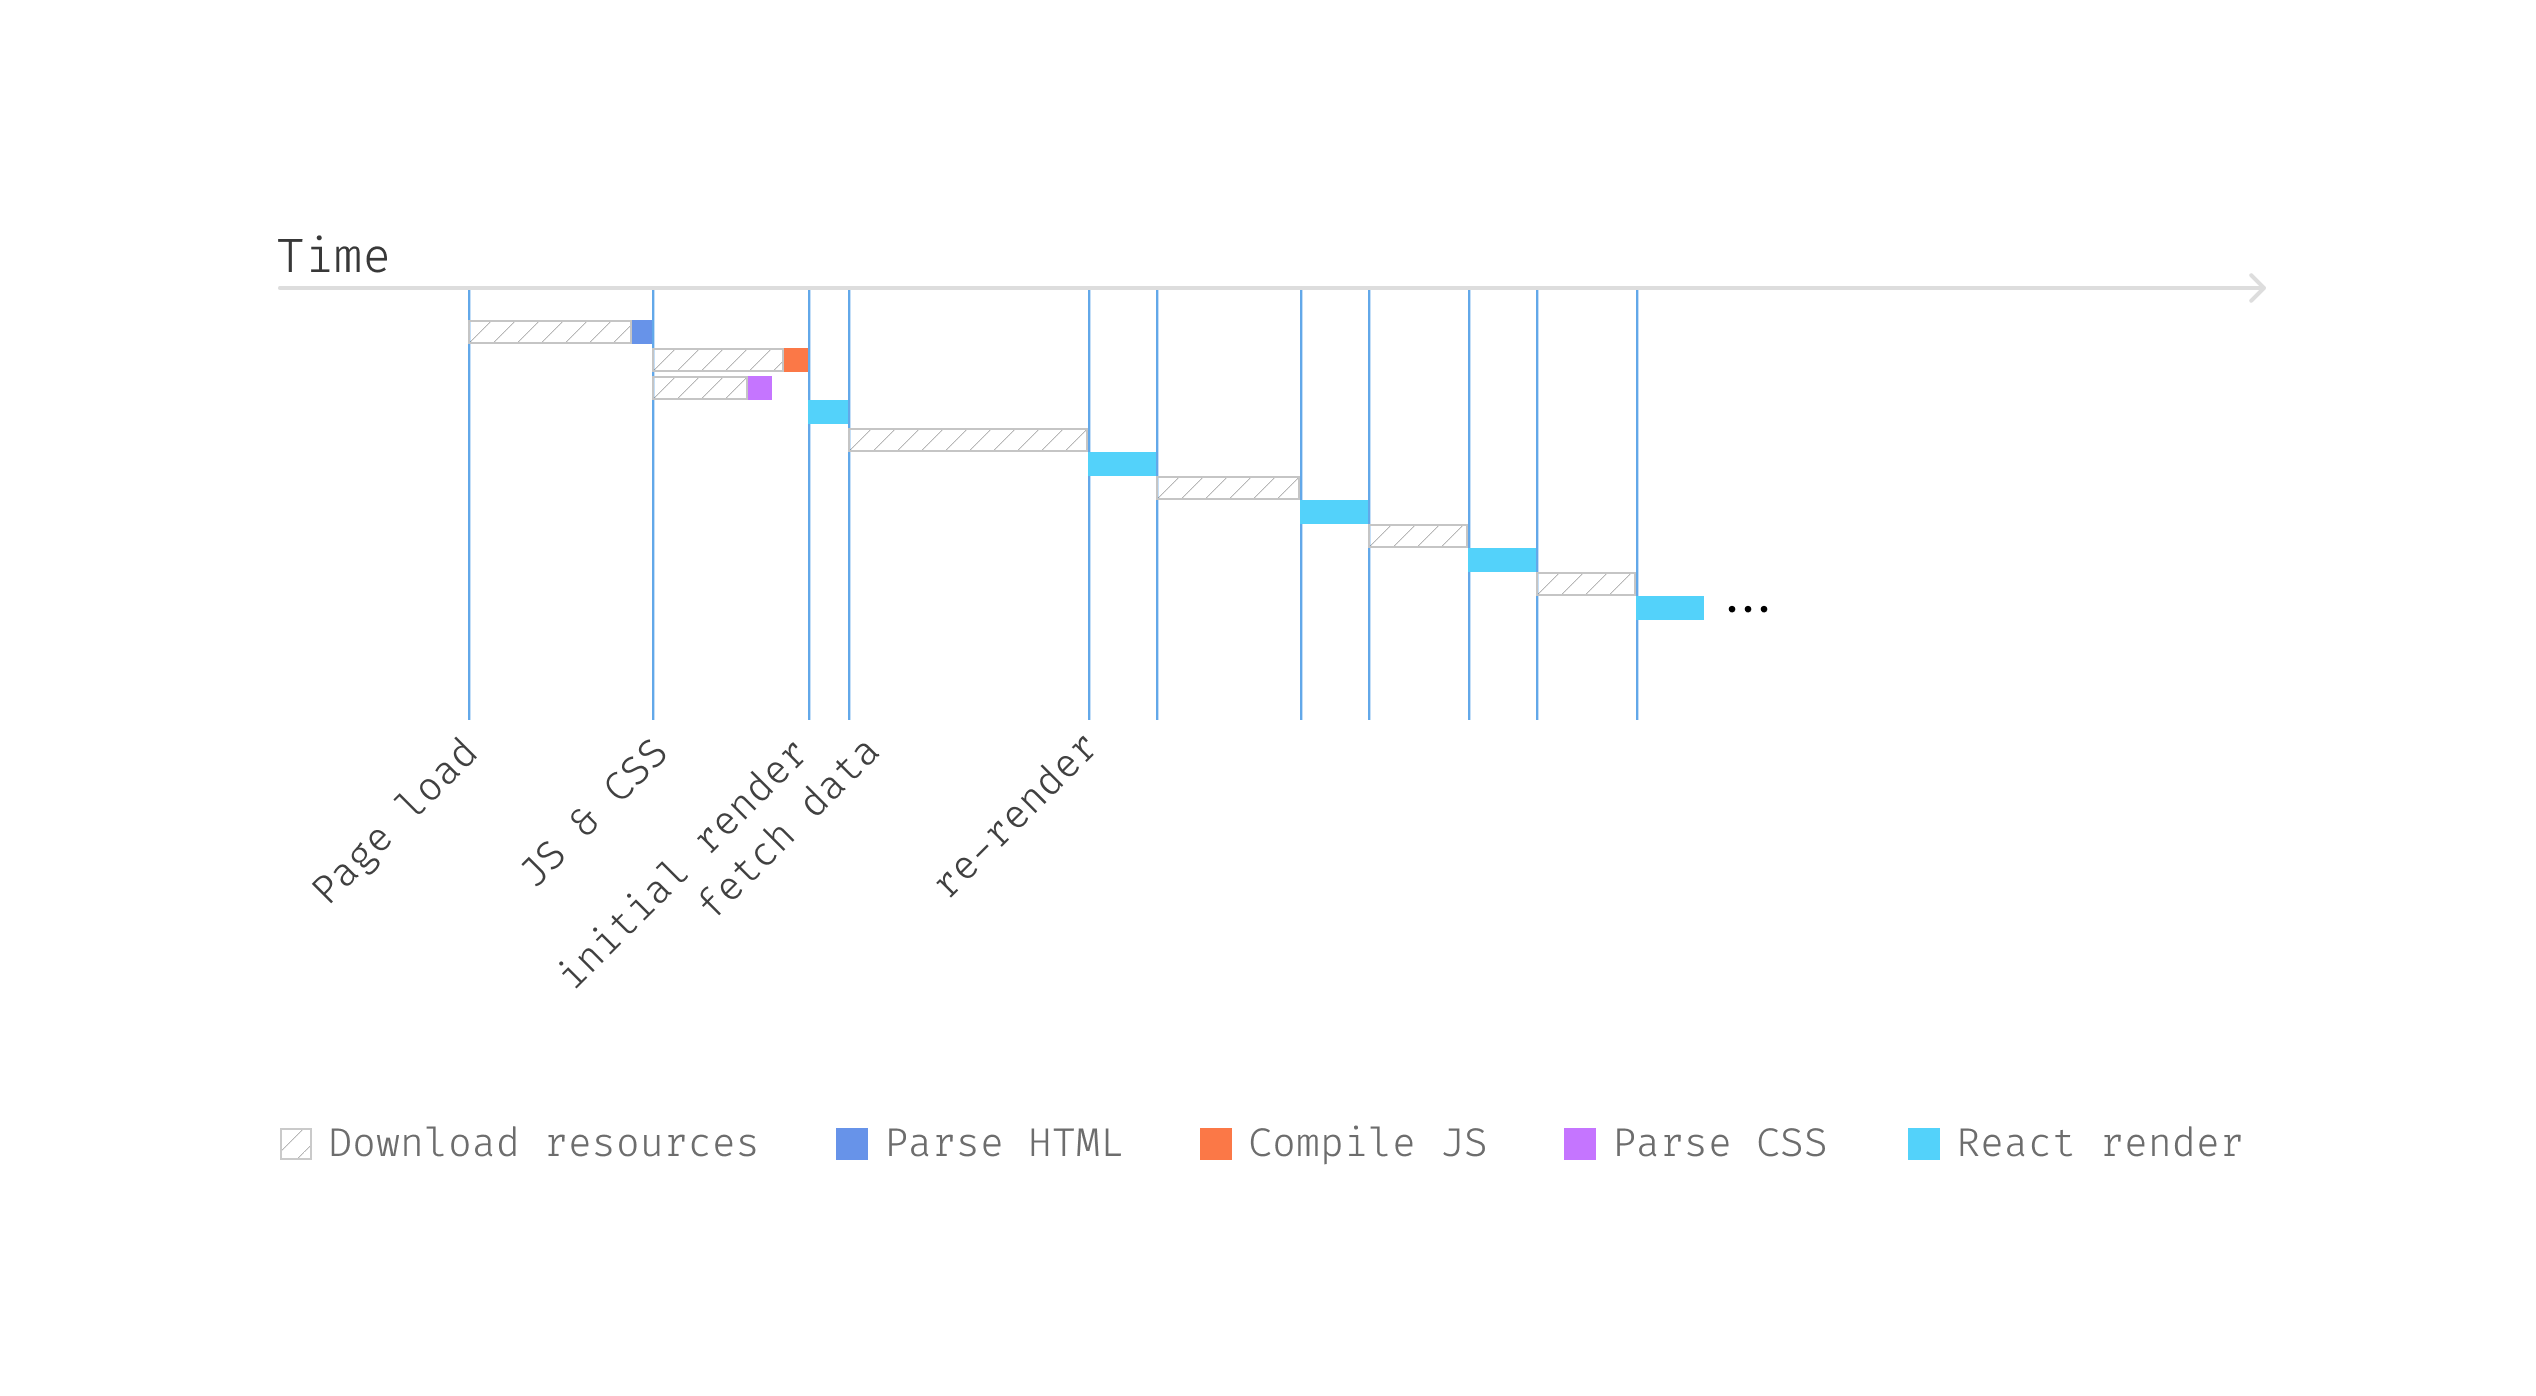 Time
...
Page load
JS & CSS
initial render
fetch data
re-render
Download resources
Parse HTML
Compile JS
Parse CSS
React render